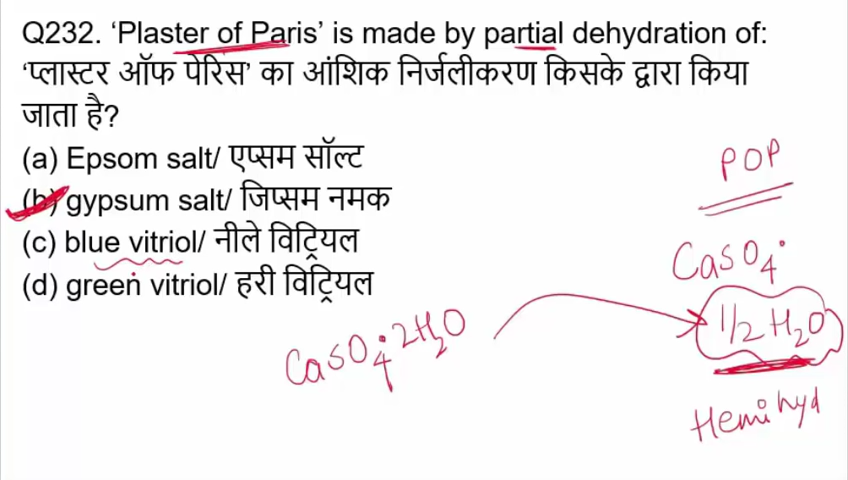 Q232. ‘Plaster of Paris’ is made by partial dehydration of:
‘प्लास्टर ऑफ पेरिस’ का आंशिक निर्जलीकरण किसके द्वारा किया
जाता है?
(a) Epsom salt/ एप्सम सॉल्ट
(b) gypsum salt/ जिप्सम नमक
(c) blue vitriol/ नीले विट्रियल
(d) green vitriol/ हरी विट्रियल
POP
CaSO4·
1/2 H2O
CaSO4·2H2O
Hemihyd